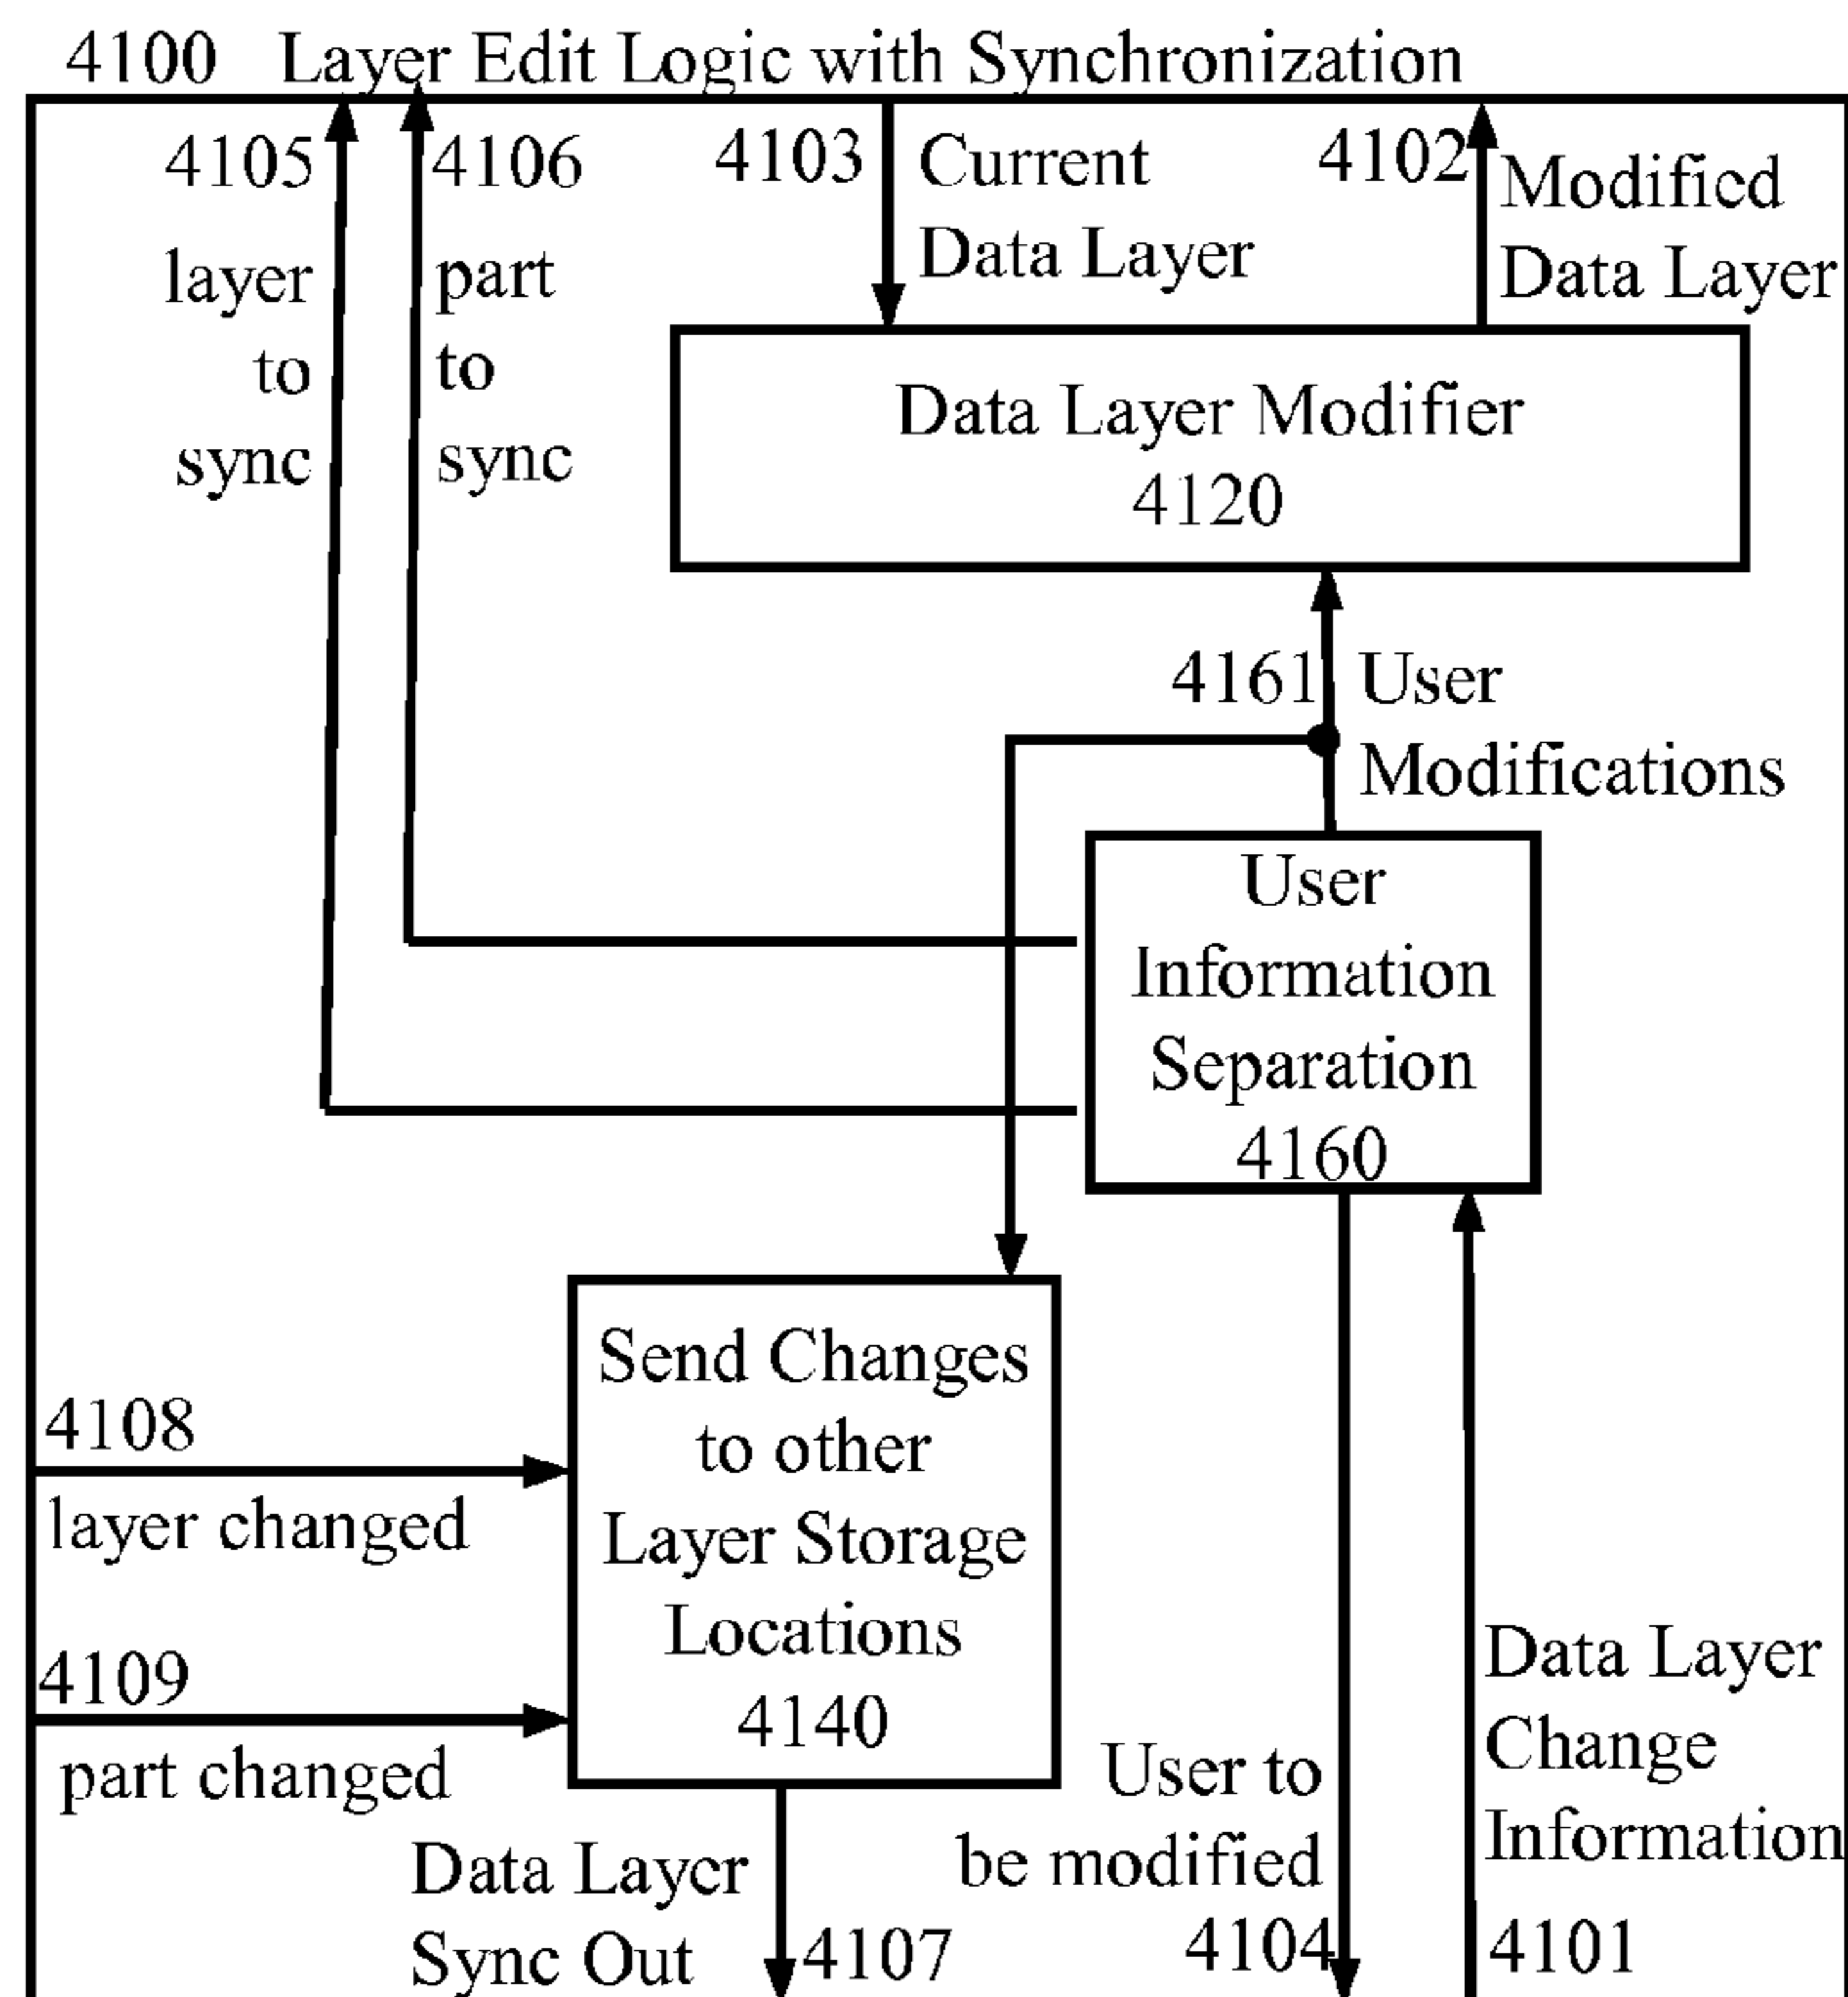 4100 Layer Edit Logic with Synchronization
4105
layer
to
sync
4106
part
to
sync
4103
Current
Data Layer
4102
Modified
Data Layer
Data Layer Modifier
4120
4161
User
Modifications
User
Information
Separation
4160
Send Changes
to other
Layer Storage
Locations
4140
4108
layer changed
4109
part changed
Data Layer
Sync Out
4107
User to
be modified
4104
Data Layer
Change
Information
4101